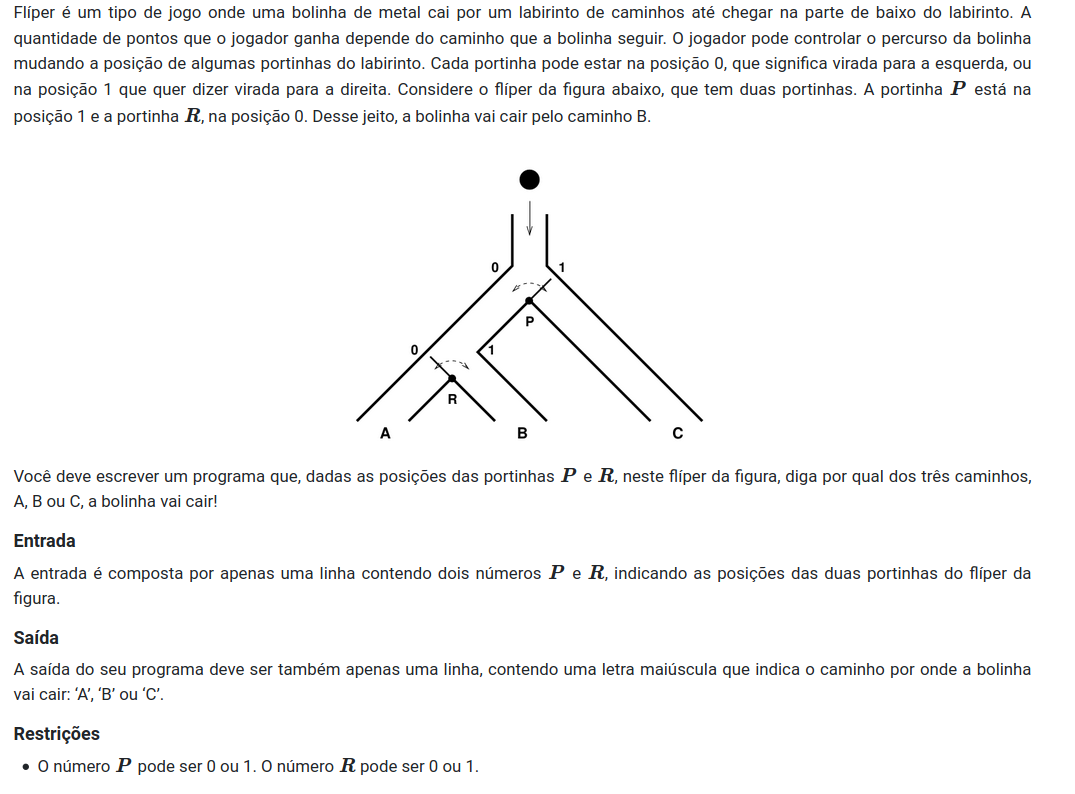 Flíper é um tipo de jogo onde uma bolinha de metal cai por um labirinto de caminhos até chegar na parte de baixo do labirinto. A
quantidade de pontos que o jogador ganha depende do caminho que a bolinha seguir. O jogador pode controlar o percurso da bolinha
mudando a posição de algumas portinhas do labirinto. Cada portinha pode estar na posição 0, que significa virada para a esquerda, ou
na posição 1 que quer dizer virada para a direita. Considere o flíper da figura abaixo, que tem duas portinhas. A portinha P está na
posição 1 e a portinha R, na posição 0. Desse jeito, a bolinha vai cair pelo caminho B.
0 1
P
0 1
R
A B C
Você deve escrever um programa que, dadas as posições das portinhas P e R, neste flíper da figura, diga por qual dos três caminhos,
A, B ou C, a bolinha vai cair!
Entrada
A entrada é composta por apenas uma linha contendo dois números P e R, indicando as posições das duas portinhas do flíper da
figura.
Saída
A saída do seu programa deve ser também apenas uma linha, contendo uma letra maiúscula que indica o caminho por onde a bolinha
vai cair: ‘A’, ‘B’ ou ‘C’.
Restrições
• O número P pode ser 0 ou 1. O número R pode ser 0 ou 1.